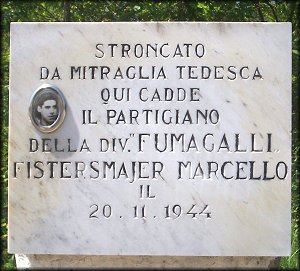 STRONCATO
DA MITRAGLIA TEDESCA
QUI CADDE
IL PARTIGIANO
DELLA DIV. "FUMAGALLI
FISTERSMAJER MARCELLO
IL
20.11.1944